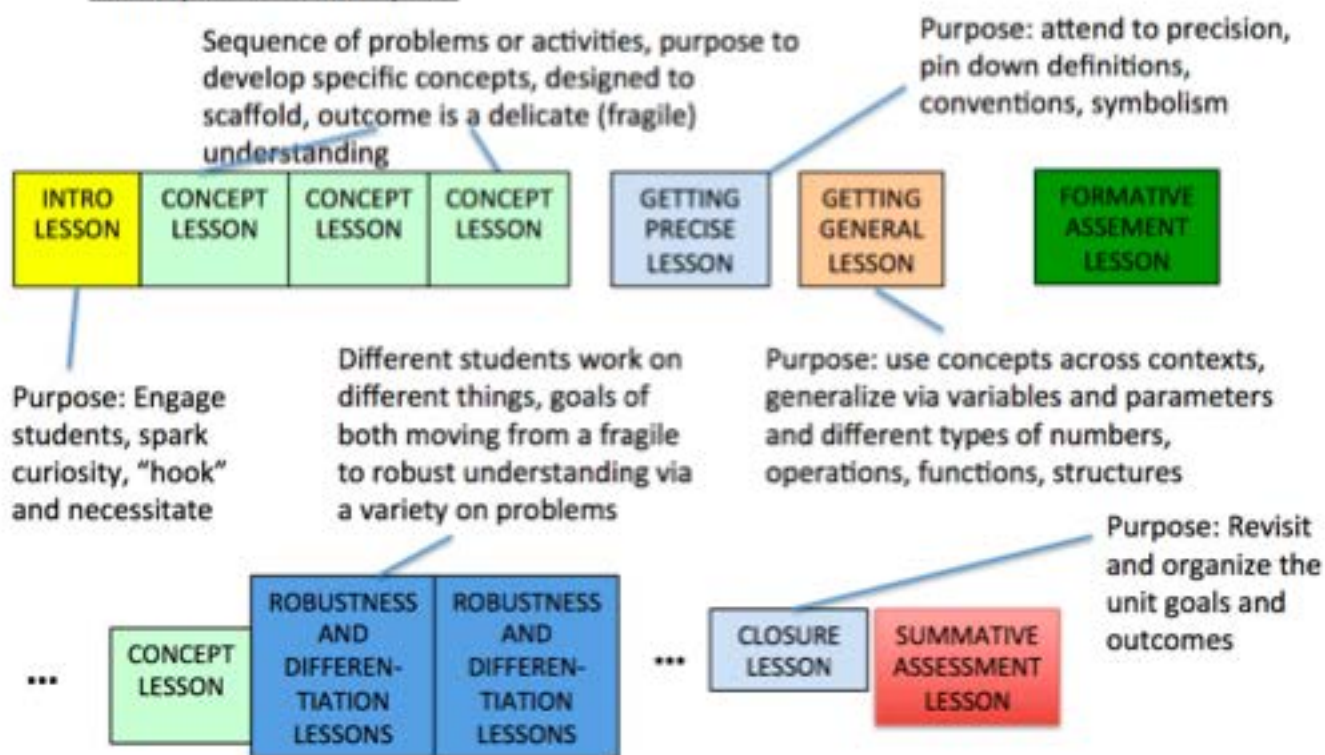 Sequence of problems or activities, purpose to
develop specific concepts, designed to
scaffold, outcome is a delicate (fragile)
understanding
Purpose: attend to precision,
pin down definitions,
conventions, symbolism
INTRO
LESSON
CONCEPT
LESSON
CONCEPT
LESSON
CONCEPT
LESSON
GETTING
PRECISE
LESSON
GETTING
GENERAL
LESSON
FORMATIVE
ASSEMENT
LESSON
Purpose: Engage
students, spark
curiosity, “hook”
and necessitate
Different students work on
different things, goals of
both moving from a fragile
to robust understanding via
a variety on problems
Purpose: use concepts across contexts,
generalize via variables and parameters
and different types of numbers,
operations, functions, structures
Purpose: Revisit
and organize the
unit goals and
outcomes
...
CONCEPT
LESSON
ROBUSTNESS
AND
DIFFEREN-
TIATION
LESSONS
ROBUSTNESS
AND
DIFFEREN-
TIATION
LESSONS
...
CLOSURE
LESSON
SUMMATIVE
ASSESSMENT
LESSON